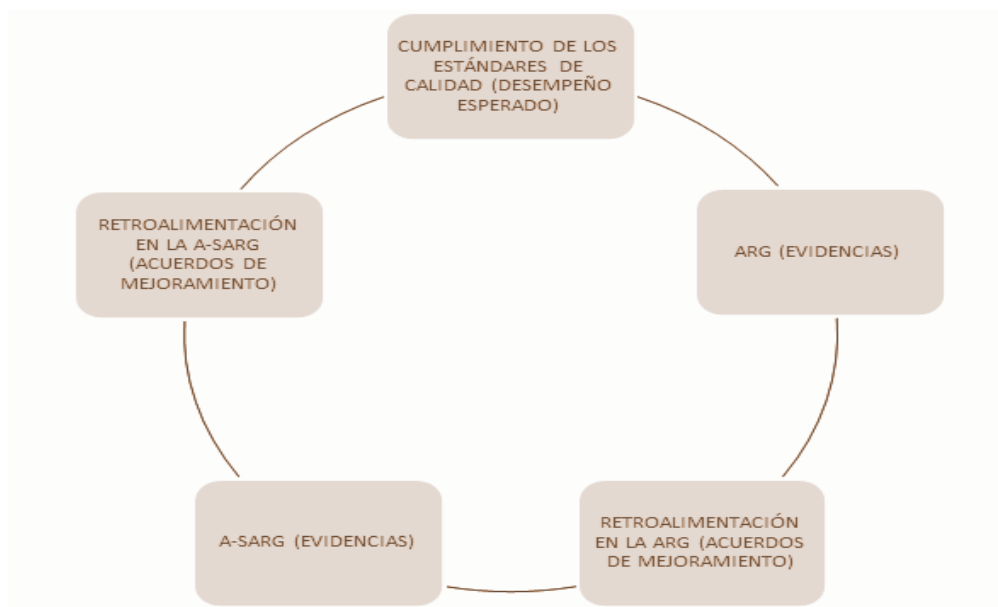 CUMPLIMIENTO DE LOS
ESTÁNDARES DE
CALIDAD (DESEMPEÑO
ESPERADO)
ARG (EVIDENCIAS)
RETROALIMENTACIÓN
EN LA ARG (ACUERDOS
DE MEJORAMIENTO)
A-SARG (EVIDENCIAS)
RETROALIMENTACIÓN
EN LA A-SARG
(ACUERDOS DE
MEJORAMIENTO)